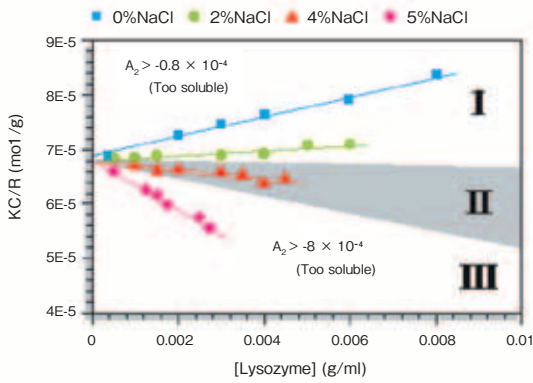 0%NaCl 2%NaCl 4%NaCl 5%NaCl
9E-5
8E-5
7E-5
6E-5
5E-5
4E-5
KC/R (mo1/g)
A₂ > -0.8 × 10⁻⁴
(Too soluble)
I
II
A₂ > -8 × 10⁻⁴
(Too soluble)
III
0 0.002 0.004 0.006 0.008 0.01
[Lysozyme] (g/ml)